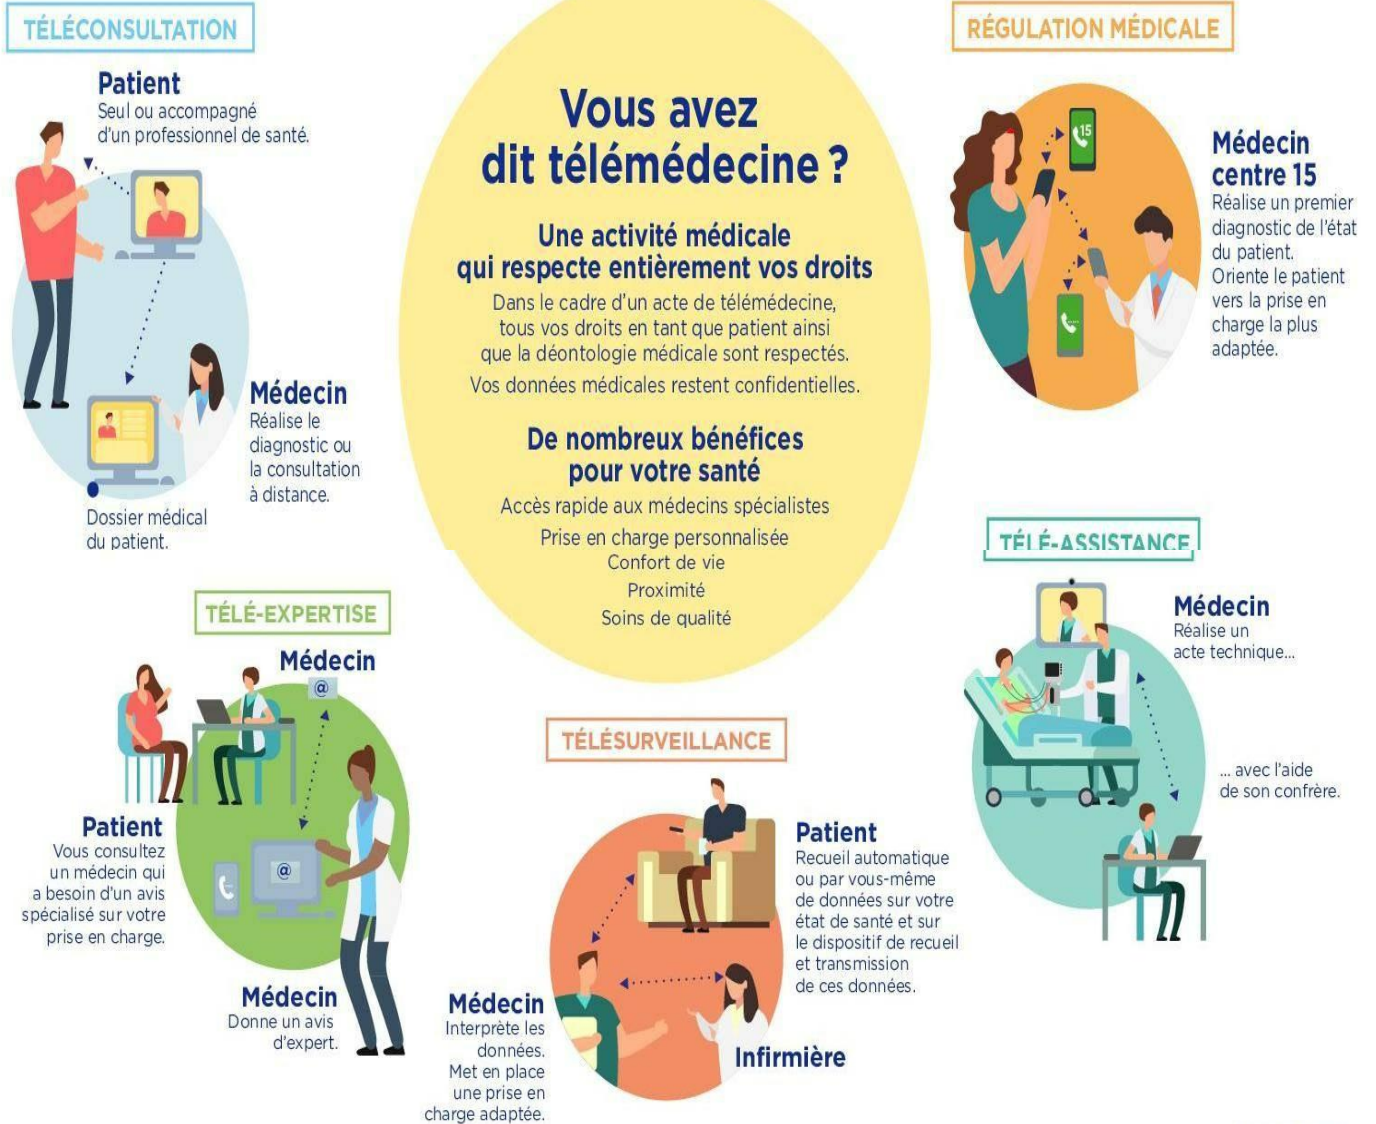 TÉLÉCONSULTATION
Patient
Seul ou accompagné
d'un professionnel de santé.
Médecin
Réalise le
diagnostic ou
la consultation
à distance.
Dossier médical
du patient.
Vous avez
dit télémédecine ?
Une activité médicale
qui respecte entièrement vos droits
Dans le cadre d'un acte de télémédecine,
tous vos droits en tant que patient ainsi
que la déontologie médicale sont respectés.
Vos données médicales restent confidentielles.
De nombreux bénéfices
pour votre santé
Accès rapide aux médecins spécialistes
Prise en charge personnalisée
Confort de vie
Proximité
Soins de qualité
RÉGULATION MÉDICALE
15
Médecin
centre 15
Réalise un premier
diagnostic de l'état
du patient.
Oriente le patient
vers la prise en
charge la plus
adaptée.
TÉLÉ-EXPERTISE
Médecin
@
@
Patient
Vous consultez
un médecin qui
a besoin d'un avis
spécialisé sur votre
prise en charge.
Médecin
Donne un avis
d'expert.
TÉLÉSURVEILLANCE
Patient
Recueil automatique
ou par vous-même
de données sur votre
état de santé et sur
le dispositif de recueil
et transmission
de ces données.
Médecin
Interprète les
données.
Met en place
une prise en
charge adaptée.
Infirmière
TÉLÉ-ASSISTANCE
Médecin
Réalise un
acte technique...
... avec l'aide
de son confrère.